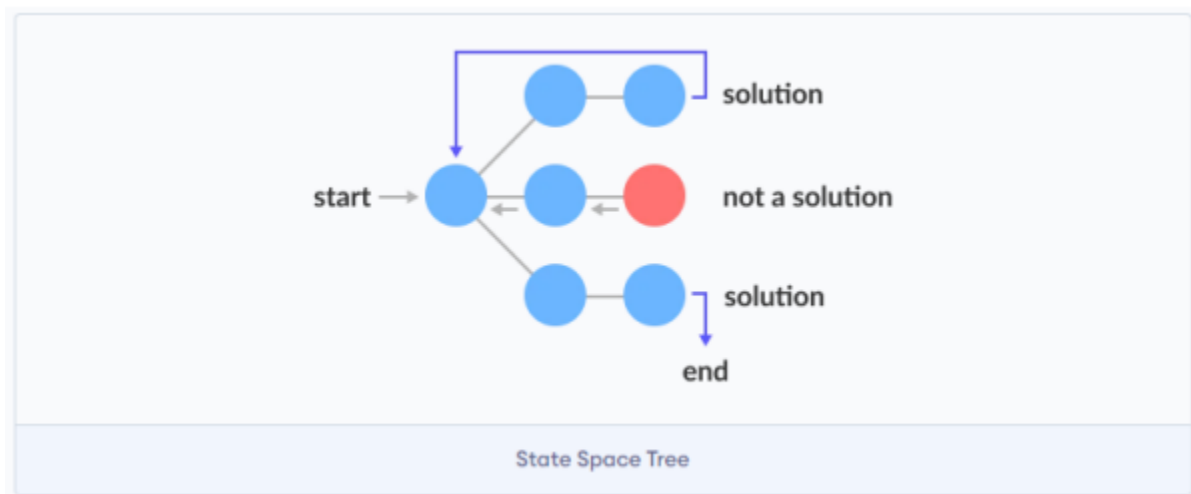 solution
start
not a solution
solution
end
State Space Tree